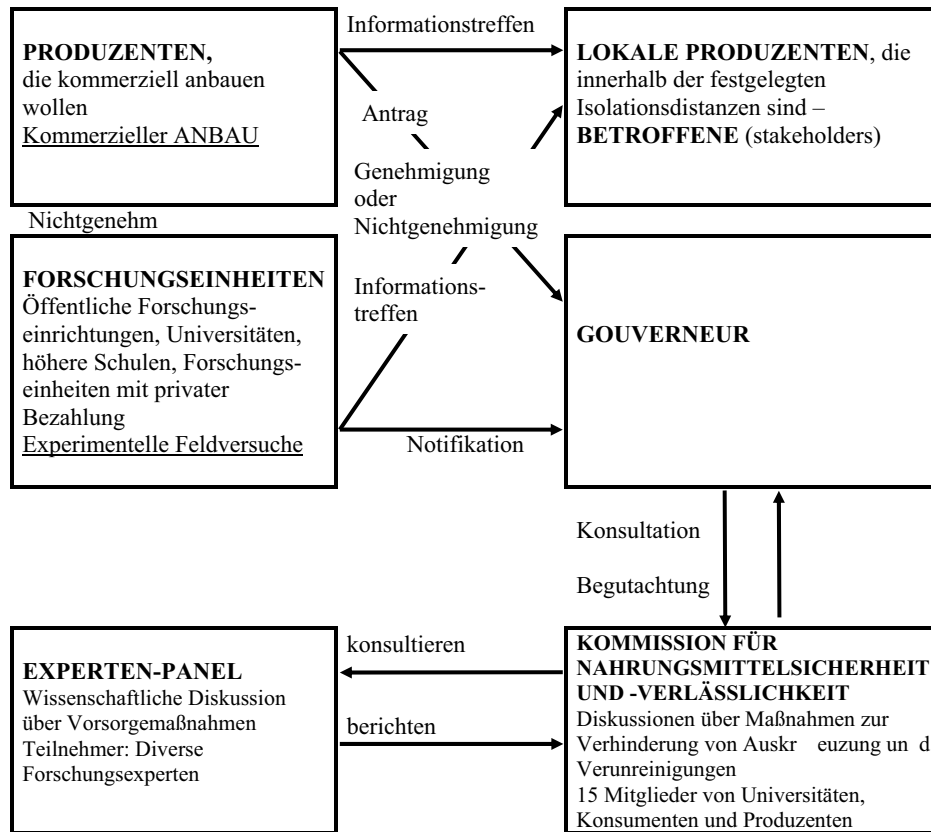 Informationstreffen
PRODUZENTEN,
die kommerziell anbauen
wollen
Kommerzieller ANBAU
LOKALE PRODUZENTEN, die
innerhalb der festgelegten
Isolationsdistanzen sind –
BETROFFENE (stakeholders)
Antrag
Genehmigung
oder
Nichtgenehmigung
Nichtgenehm
FORSCHUNGSEINHEITEN
Öffentliche Forschungs-
einrichtungen, Universitäten,
höhere Schulen, Forschungs-
einheiten mit privater
Bezahlung
Experimentelle Feldversuche
Informations-
treffen
GOUVERNEUR
Notifikation
Konsultation
Begutachtung
konsultieren
EXPERTEN-PANEL
Wissenschaftliche Diskussion
über Vorsorgemaßnahmen
Teilnehmer: Diverse
Forschungsexperten
berichten
KOMMISSION FÜR
NAHRUNGSMITTELSICHERHEIT
UND -VERLÄSSLICHKEIT
Diskussionen über Maßnahmen zur
Verhinderung von Auskr euzung un d
Verunreinigungen
15 Mitglieder von Universitäten,
Konsumenten und Produzenten